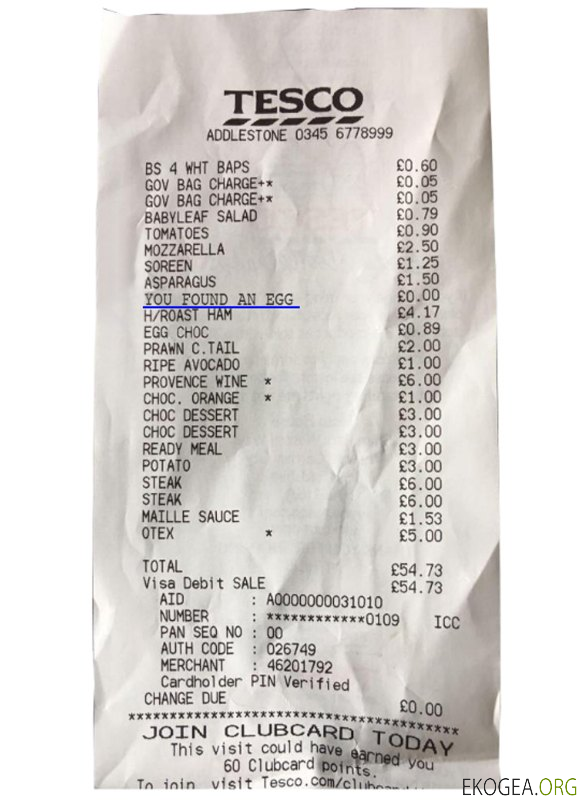 TESCO
ADDLESTONE 0345 6778999
BS 4 WHT BAPS £0.60
GOV BAG CHARGE+* £0.05
GOV BAG CHARGE+* £0.05
BABYLEAF SALAD £0.79
TOMATOES £0.90
MOZZARELLA £2.50
SOREEN £1.25
ASPARAGUS £1.50
YOU FOUND AN EGG £0.00
H/ROAST HAM £4.17
EGG CHOC £0.89
PRAWN C.TAIL £2.00
RIPE AVOCADO £1.00
PROVENCE WINE * £6.00
CHOC. ORANGE * £1.00
CHOC DESSERT £3.00
CHOC DESSERT £3.00
READY MEAL £3.00
POTATO £3.00
STEAK £6.00
STEAK £6.00
MAILLE SAUCE £1.53
OTEX * £5.00
TOTAL £54.73
Visa Debit SALE £54.73
AID : A0000000031010
NUMBER : ************0109 ICC
PAN SEQ NO : 00
AUTH CODE : 026749
MERCHANT : 46201792
Cardholder PIN Verified
CHANGE DUE £0.00
****************************************
JOIN CLUBCARD TODAY
This visit could have earned you
60 Clubcard points.
To join, visit Tesco.com/clubcard
EKOGEA.ORG